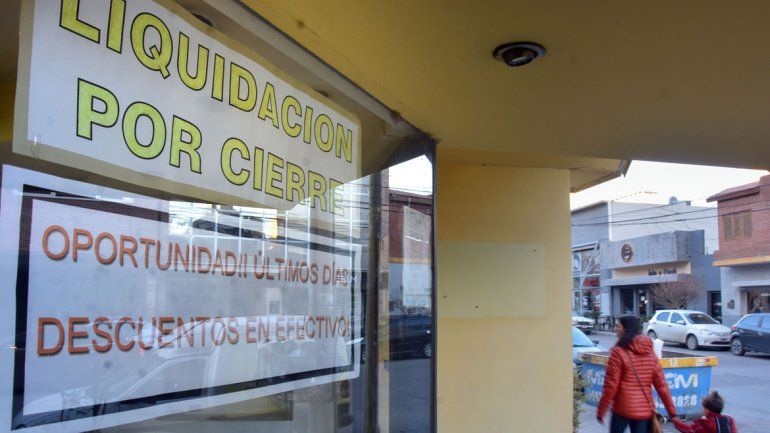 LIQUIDACION
POR CIERRE
OPORTUNIDAD!! ÚLTIMOS DÍAS
DESCUENTOS EN EFECTIVO!